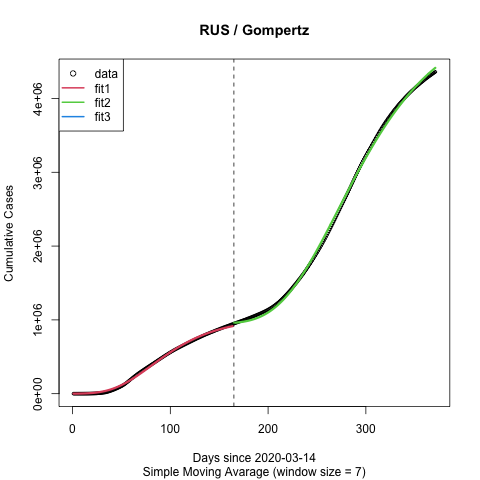 RUS / Gompertz
data
fit1
fit2
fit3
Cumulative Cases
0e+00
1e+06
2e+06
3e+06
4e+06
0
100
200
300
Days since 2020-03-14
Simple Moving Avarage (window size = 7)